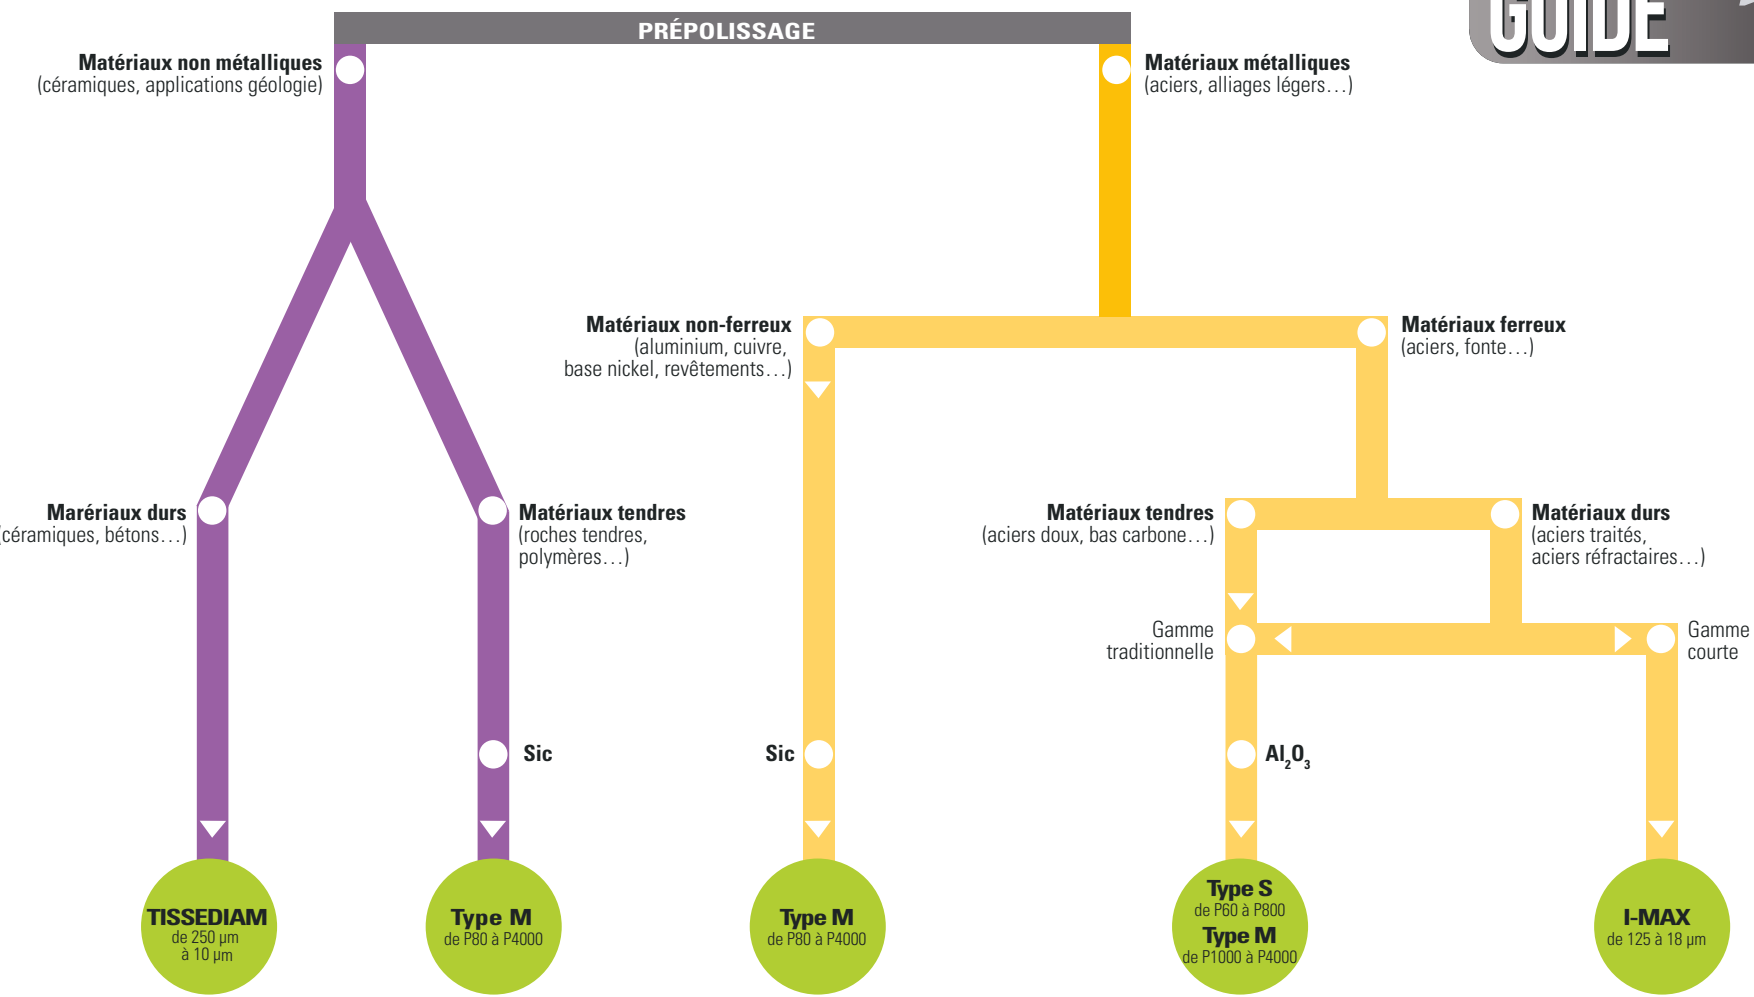 GUIDE
PRÉPOLISSAGE
Matériaux non métalliques
(céramiques, applications géologie)
Matériaux métalliques
(aciers, alliages légers…)
Matériaux non-ferreux
(aluminium, cuivre,
base nickel, revêtements…)
Matériaux ferreux
(aciers, fonte…)
Marériaux durs
(céramiques, bétons…)
Matériaux tendres
(roches tendres,
polymères…)
Matériaux tendres
(aciers doux, bas carbone…)
Matériaux durs
(aciers traités,
aciers réfractaires…)
Gamme
traditionnelle
Gamme
courte
Sic
Sic
Al₂O₃
TISSEDIAM
de 250 µm
à 10 µm
Type M
de P80 à P4000
Type M
de P80 à P4000
Type S
de P60 à P800
Type M
de P1000 à P4000
I-MAX
de 125 à 18 µm